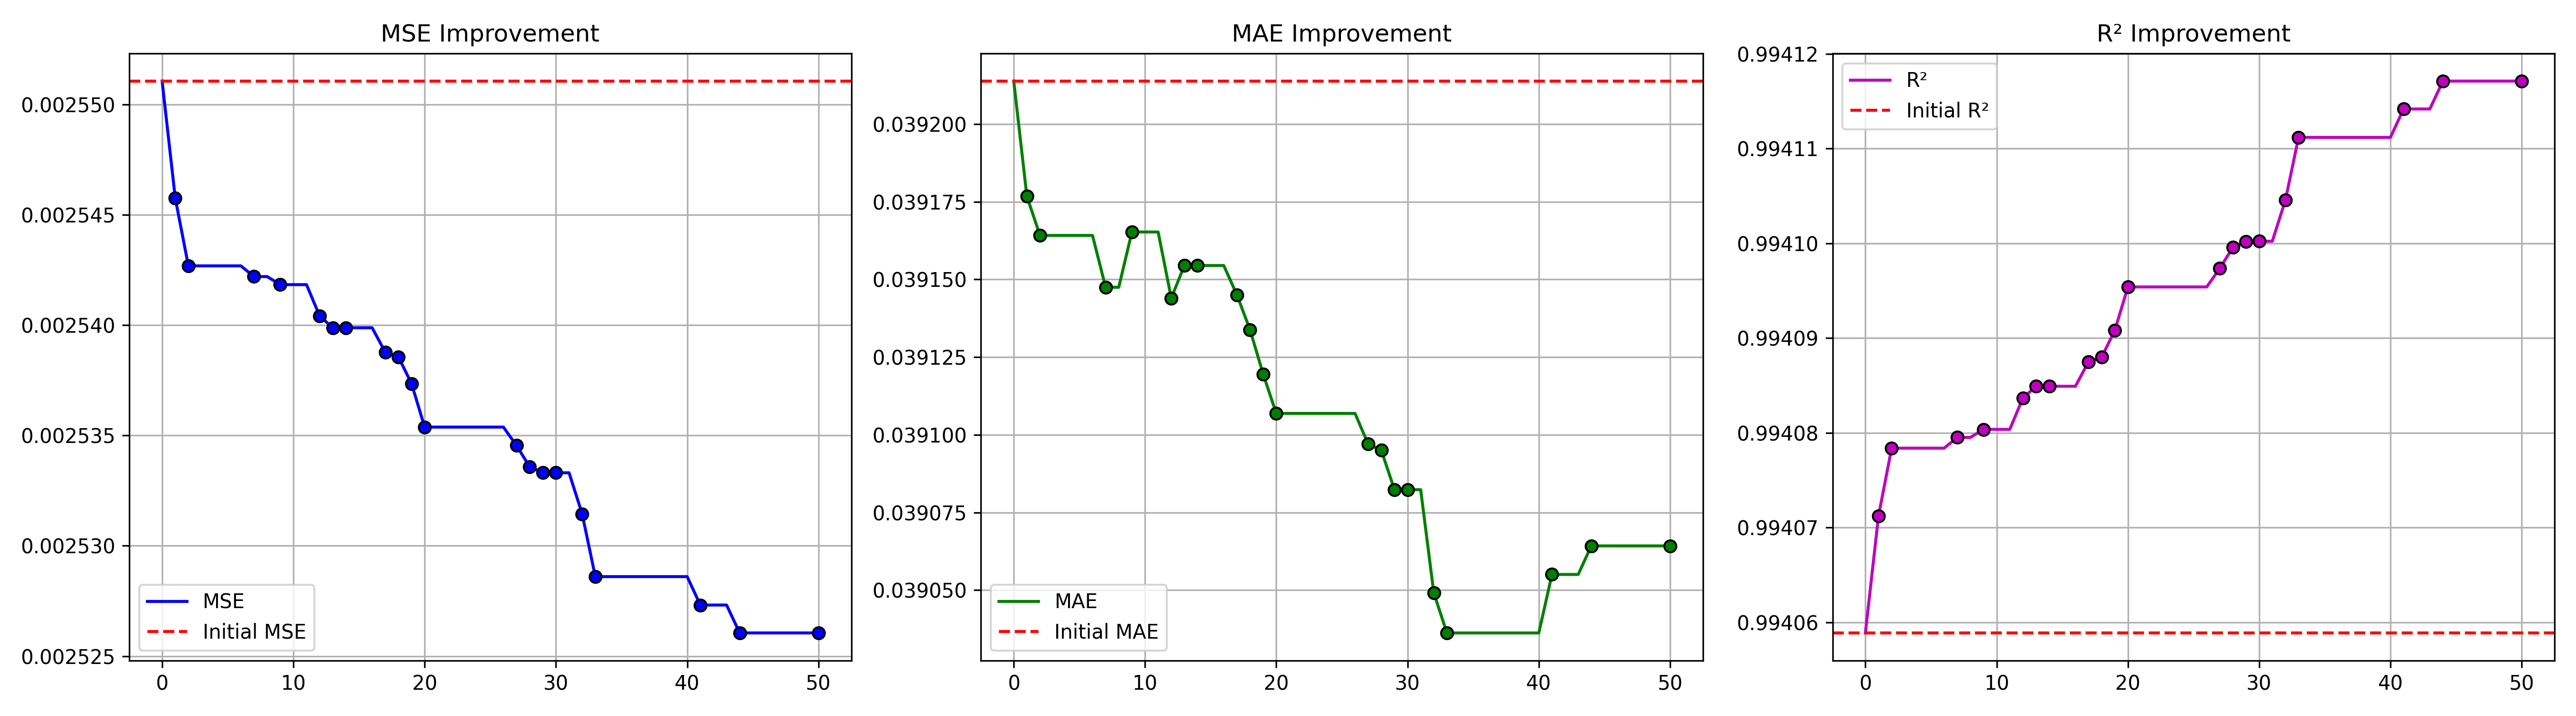 MSE Improvement
0.002550
0.002545
0.002540
0.002535
0.002530
0.002525
0 10 20 30 40 50
MSE
Initial MSE
MAE Improvement
0.039200
0.039175
0.039150
0.039125
0.039100
0.039075
0.039050
0 10 20 30 40 50
MAE
Initial MAE
R² Improvement
0.99412
0.99411
0.99410
0.99409
0.99408
0.99407
0.99406
0 10 20 30 40 50
R²
Initial R²